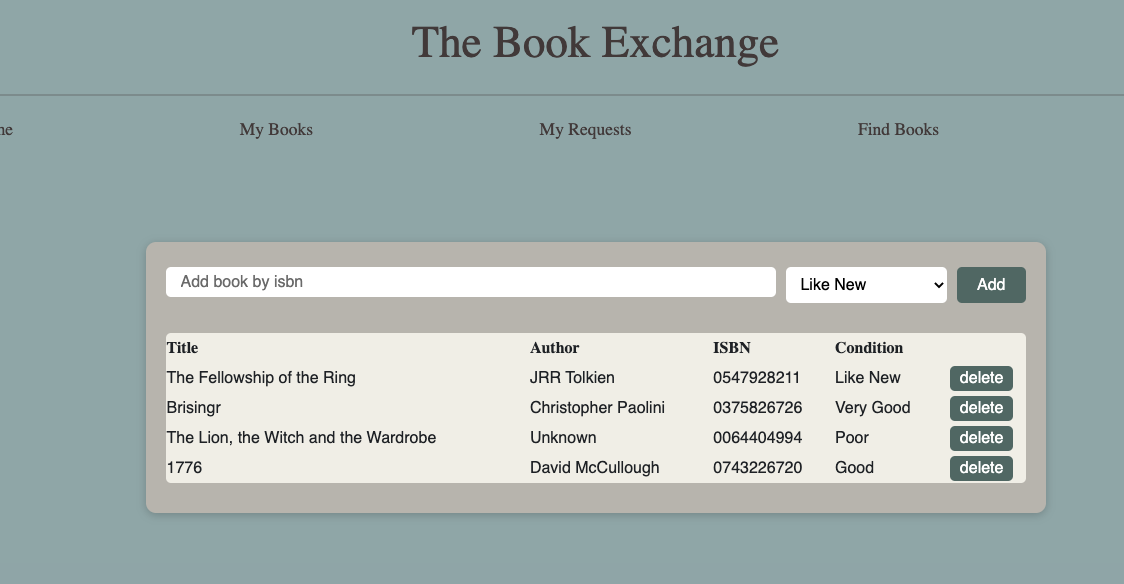 The Book Exchange
ne My Books My Requests Find Books
Add book by isbn Like New Add
Title Author ISBN Condition
The Fellowship of the Ring JRR Tolkien 0547928211 Like New delete
Brisingr Christopher Paolini 0375826726 Very Good delete
The Lion, the Witch and the Wardrobe Unknown 0064404994 Poor delete
1776 David McCullough 0743226720 Good delete